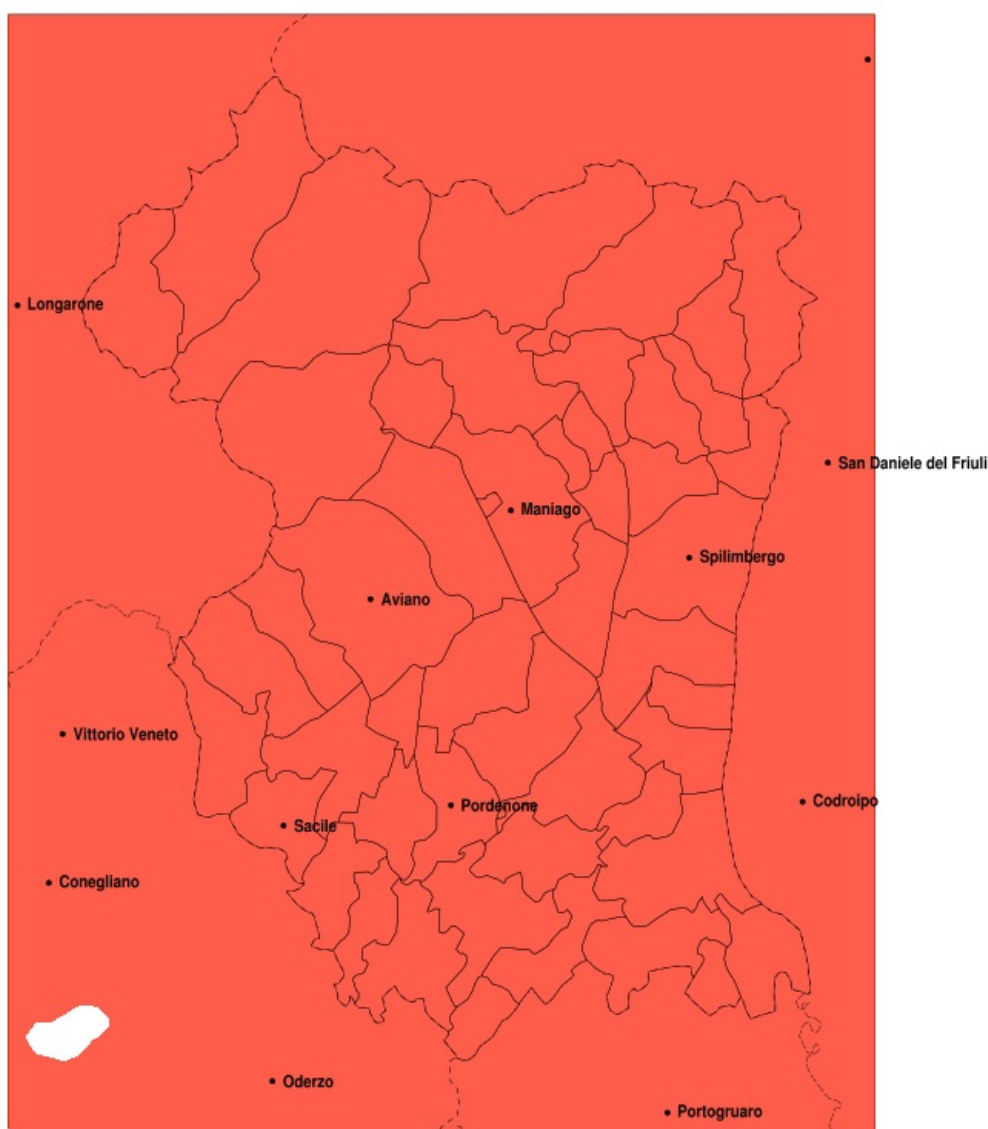 Longarone
San Daniele del Friuli
Maniago
Spilimbergo
Aviano
Vittorio Veneto
Codroipo
Pordenone
Sacile
Conegliano
Oderzo
Portogruaro